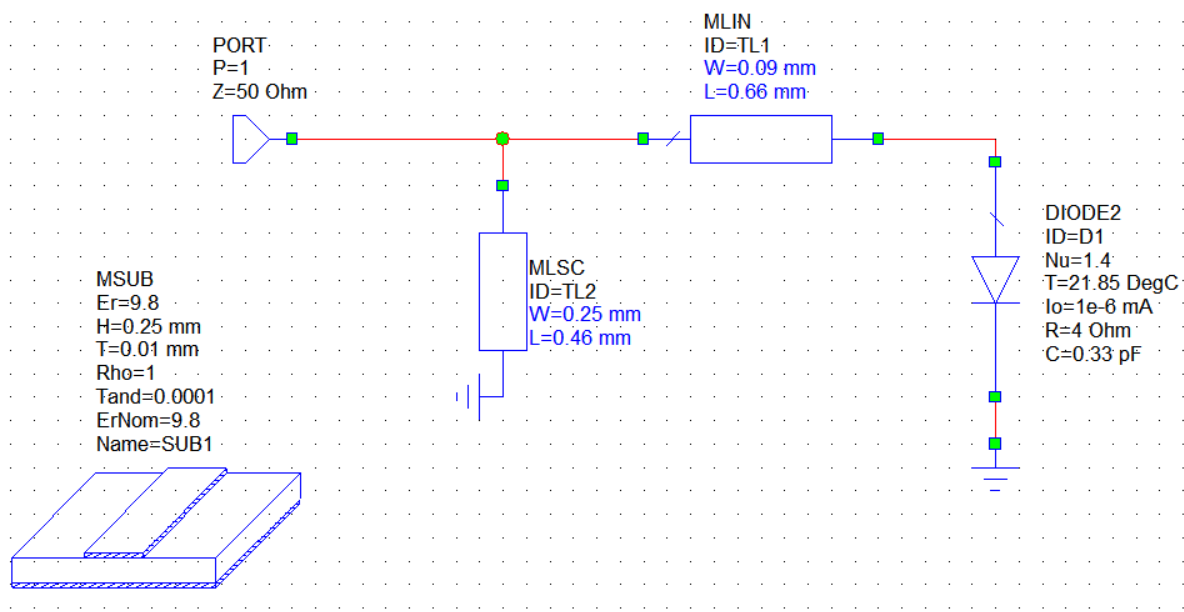 PORT
P=1
Z=50 Ohm
MLIN
ID=TL1
W=0.09 mm
L=0.66 mm
MLSC
ID=TL2
W=0.25 mm
L=0.46 mm
DIODE2
ID=D1
Nu=1.4
T=21.85 DegC
Io=1e-6 mA
R=4 Ohm
C=0.33 pF
MSUB
Er=9.8
H=0.25 mm
T=0.01 mm
Rho=1
Tand=0.0001
ErNom=9.8
Name=SUB1